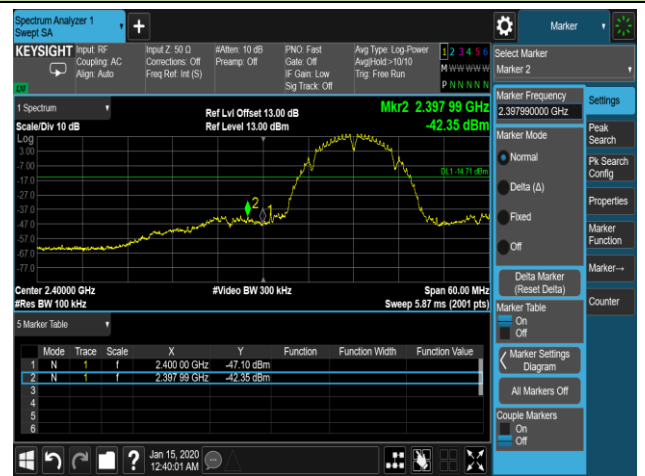 Spectrum Analyzer 1
Swept SA
Marker
KEYSIGHT
Input: RF
Coupling: AC
Align: Auto
Input Z: 50 Ω
Corrections: Off
Freq Ref: Int (S)
#Atten: 10 dB
Preamp: Off
PNO: Fast
Gate: Off
IF Gain: Low
Sig Track: Off
Avg Type: Log-Power
Avg|Hold:>10/10
Trig: Free Run
1 2 3 4 5 6
M W W W W W
P N N N N N
1 Spectrum
Scale/Div 10 dB
Ref Lvl Offset 13.00 dB
Ref Level 13.00 dBm
Mkr2 2.397 99 GHz
-42.35 dBm
Log
3.00
-7.00
-17.0
-27.0
-37.0
-47.0
-57.0
-67.0
-77.0
DL1 -14.71 dBm
2
1
Center 2.40000 GHz
#Res BW 100 kHz
#Video BW 300 kHz
Span 60.00 MHz
Sweep 5.87 ms (2001 pts)
5 Marker Table
Mode Trace Scale X Y Function Function Width Function Value
1 N 1 f 2.400 00 GHz -47.10 dBm
2 N 1 f 2.397 99 GHz -42.35 dBm
3
4
5
6
?
Jan 15, 2020
12:40:01 AM
Select Marker
Marker 2
Marker Frequency
2.397990000 GHz
Marker Mode
Normal
Delta (Δ)
Fixed
Off
Delta Marker
(Reset Delta)
Marker Table
On
Off
Marker Settings
Diagram
All Markers Off
Couple Markers
On
Off
Settings
Peak
Search
Pk Search
Config
Properties
Marker
Function
Marker→
Counter